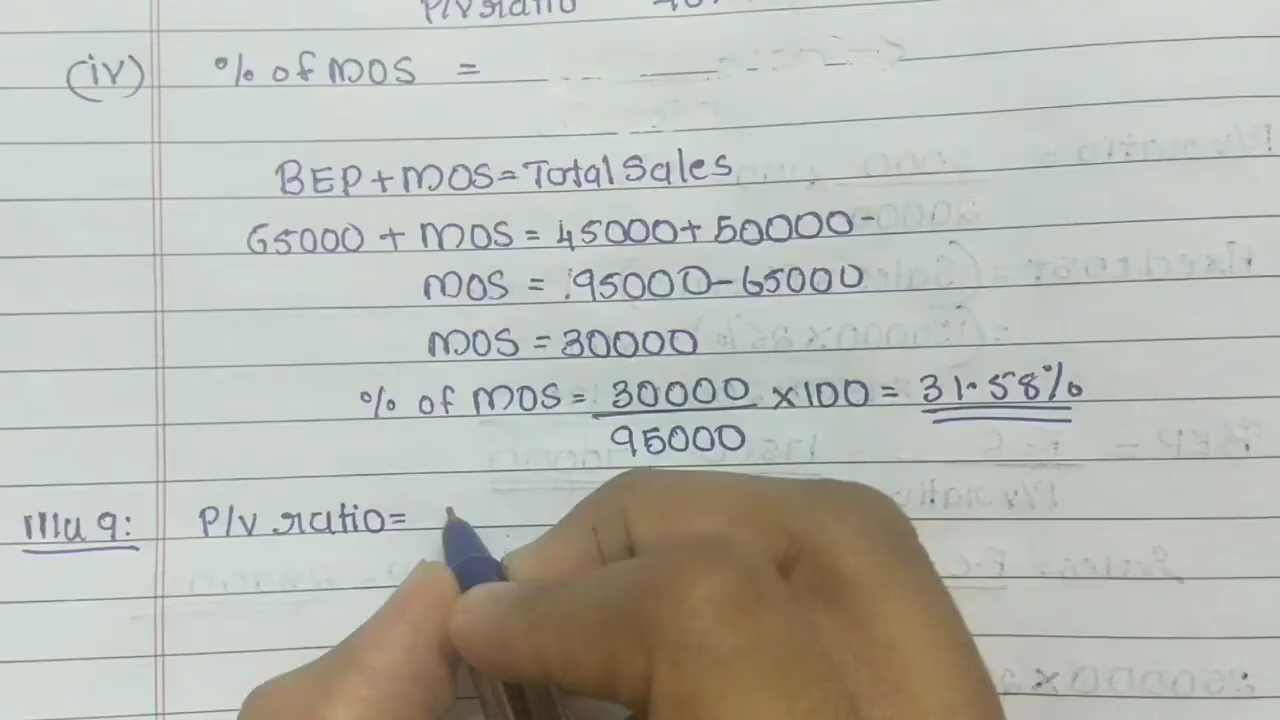 P/V ratio
(iv) % of MOS =
BEP + MOS = Total Sales
65000 + MOS = 45000 + 50000
MOS = 95000 - 65000
MOS = 30000
% of MOS = 30000 / 95000 × 100 = 31.58%
Illu 9: P/V ratio =